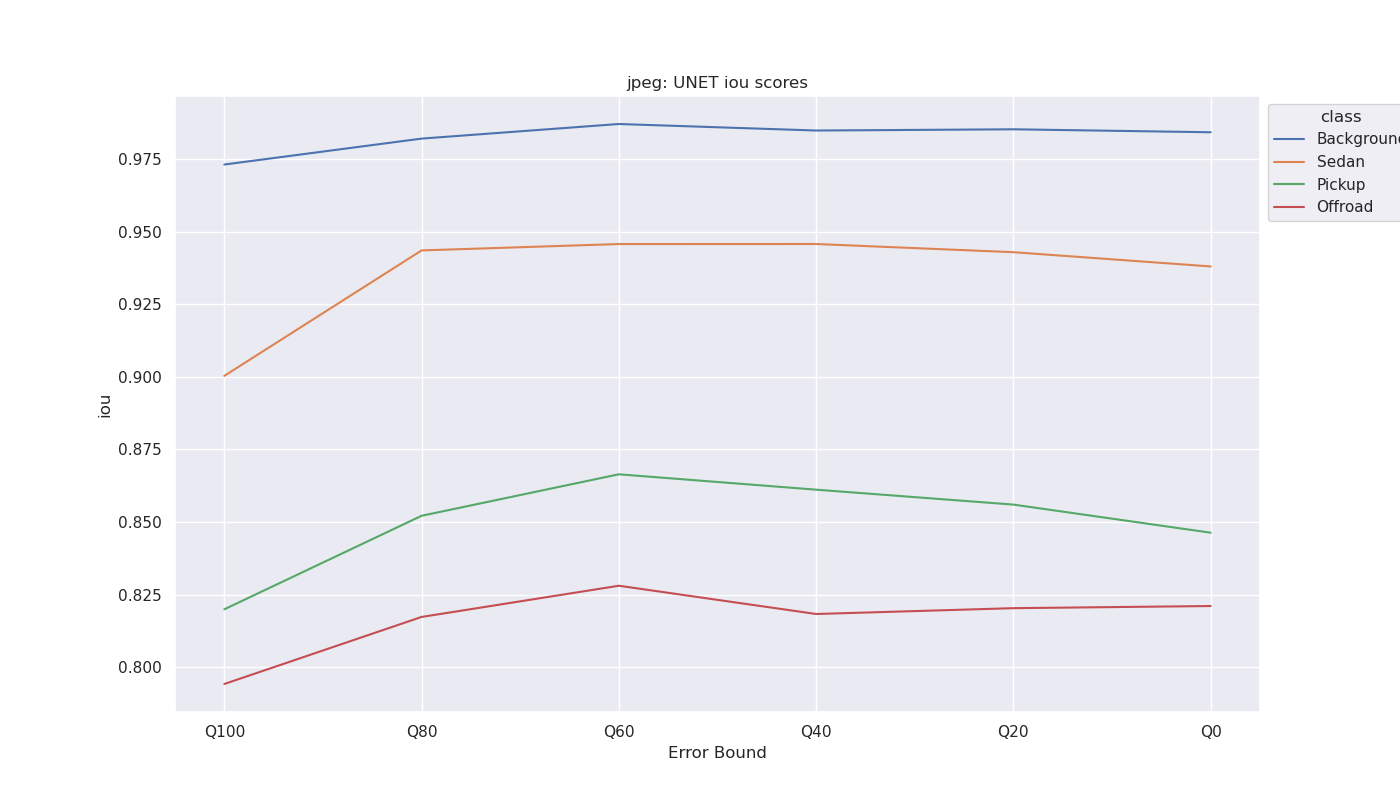 jpeg: UNET iou scores
class
Background
Sedan
Pickup
Offroad
iou
0.975
0.950
0.925
0.900
0.875
0.850
0.825
0.800
Q100 Q80 Q60 Q40 Q20 Q0
Error Bound